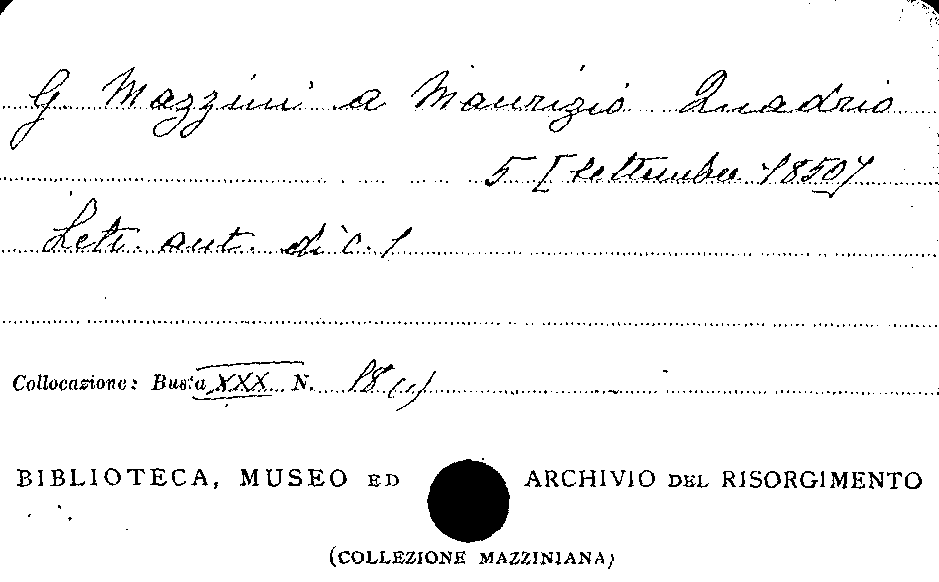 G. Mazzini a Maurizio Quadrio
5 [settembre 1850]
Lett. aut. di c. 1
Collocazione: Busta XXX N. 18 (1)
BIBLIOTECA, MUSEO ED ARCHIVIO DEL RISORGIMENTO
(COLLEZIONE MAZZINIANA)